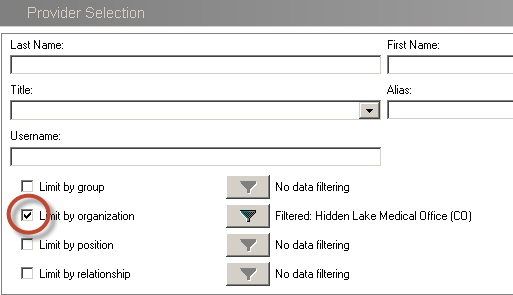 Provider Selection
Last Name: First Name:
Title: Alias:
Username:
Limit by group No data filtering
Limit by organization Filtered: Hidden Lake Medical Office (CO)
Limit by position No data filtering
Limit by relationship No data filtering